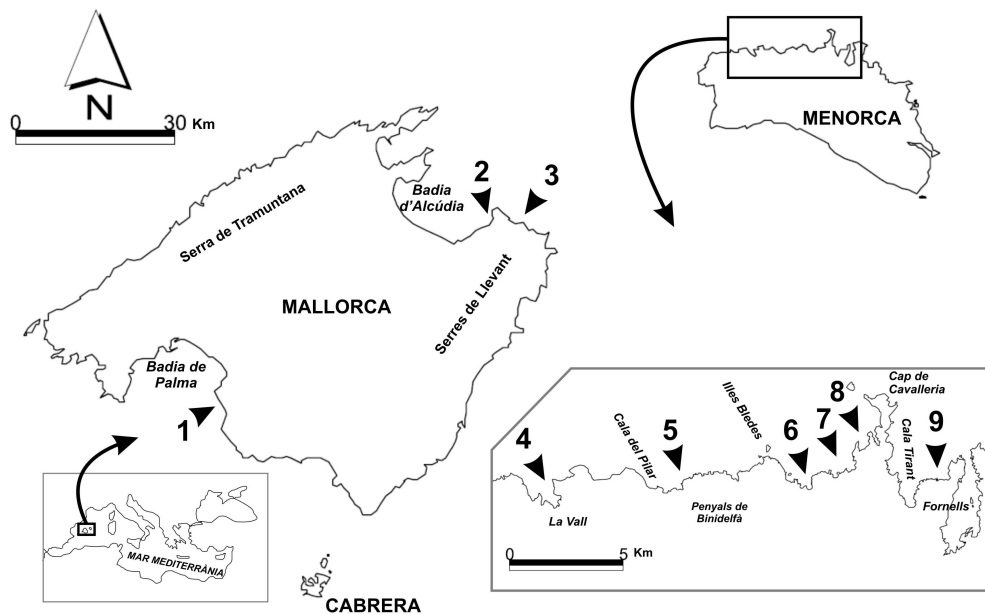 N
0 30 Km
MENORCA
2
3
Badia
d'Alcúdia
Serra de Tramuntana
MALLORCA
Serres de Llevant
Badia de
Palma
1
MAR MEDITERRÀNIA
CABRERA
Cap de
Cavalleria
Illes Bledes
8
7
9
4
Cala del Pilar
5
6
Cala Tirant
La Vall
Penyals de
Binidelfà
Fornells
0 5 Km